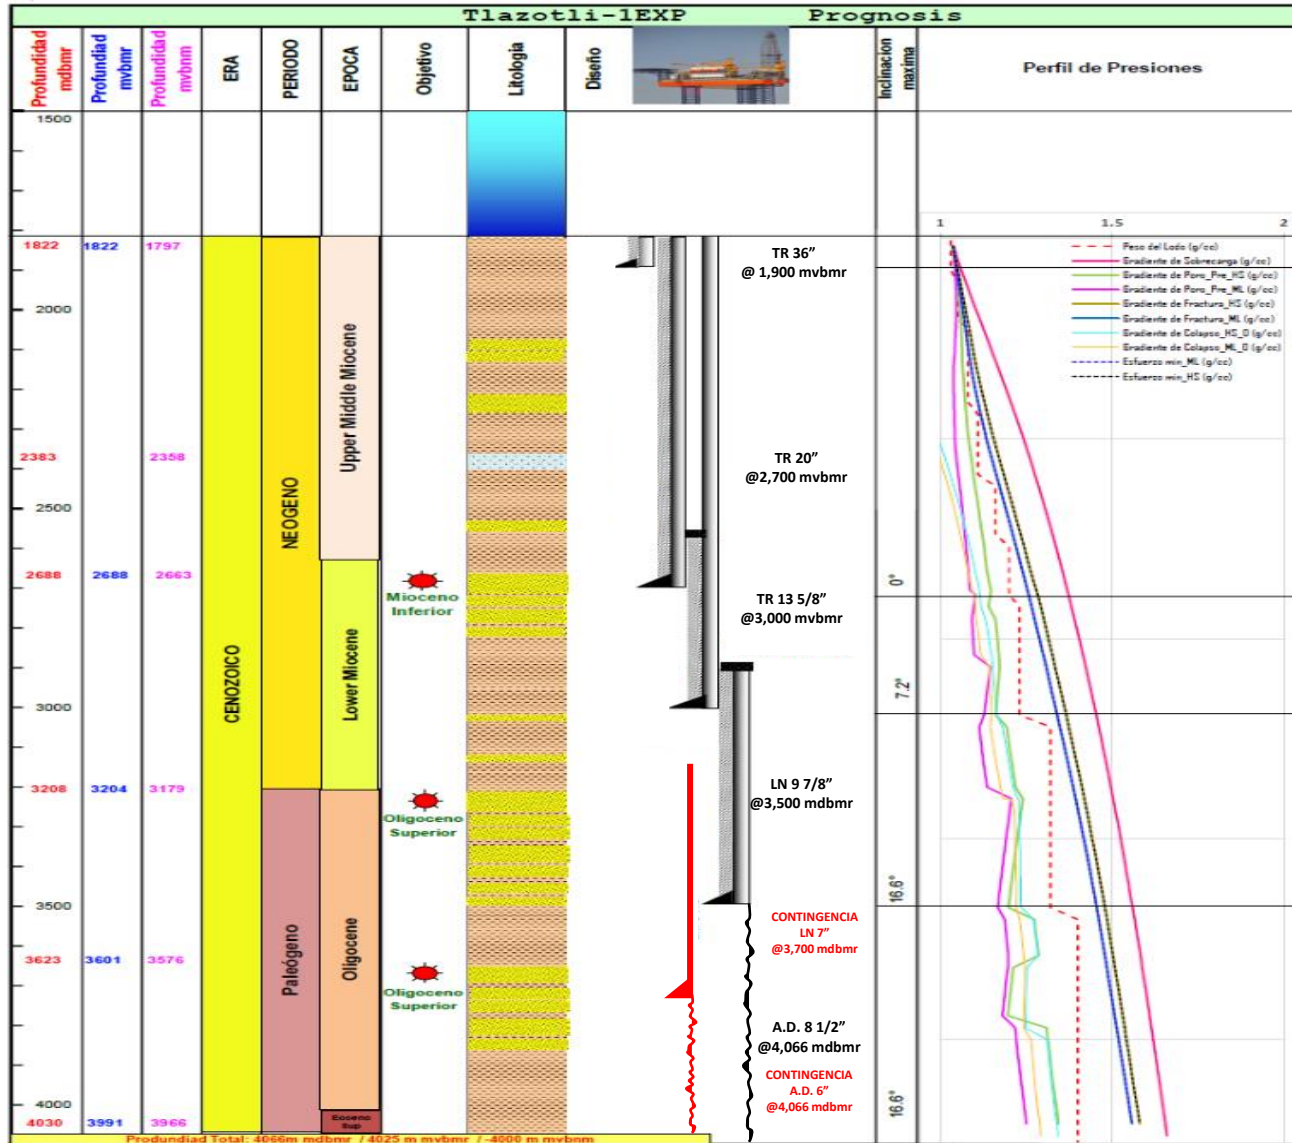 Tlazotli-1EXP Prognosis
Profundidad mdbmr
Profundiad mvbmr
Profundidad mvbnm
ERA
PERIODO
EPOCA
Objetivo
Litologia
Diseño
Inclinacion maxima
Perfil de Presiones
1500
1 1.5 2
1822 1822 1797
TR 36”
@ 1,900 mvbmr
Peso del Lodo (g/cc)
Gradiente de Sobrecarga (g/cc)
Gradiente de Poro_Pre_HS (g/cc)
Gradiente de Poro_Pre_ML (g/cc)
Gradiente de Fractura_HS (g/cc)
Gradiente de Fractura_ML (g/cc)
Gradiente de Colapso_HS_0 (g/cc)
Gradiente de Colapso_ML_0 (g/cc)
Esfuerzo min_ML (g/cc)
Esfuerzo min_HS (g/cc)
2000
Upper Middle Miocene
2383 2358
TR 20”
@2,700 mvbmr
NEOGENO
2500
2688 2688 2663
Mioceno
Inferior
0°
TR 13 5/8”
@3,000 mvbmr
CENOZOICO
Lower Miocene
7.2°
3000
3208 3204 3179
Oligoceno
Superior
LN 9 7/8”
@3,500 mdbmr
16.6°
3500
CONTINGENCIA
LN 7”
@3,700 mdbmr
3623 3601 3576
Paleógeno
Oligocene
Oligoceno
Superior
A.D. 8 1/2”
@4,066 mdbmr
CONTINGENCIA
A.D. 6”
@4,066 mdbmr
16.6°
4000
4030 3991 3966
Eoceno
Sup
Produndiad Total: 4066m mdbmr / 4025 m mvbmr / -4000 m mvbnm